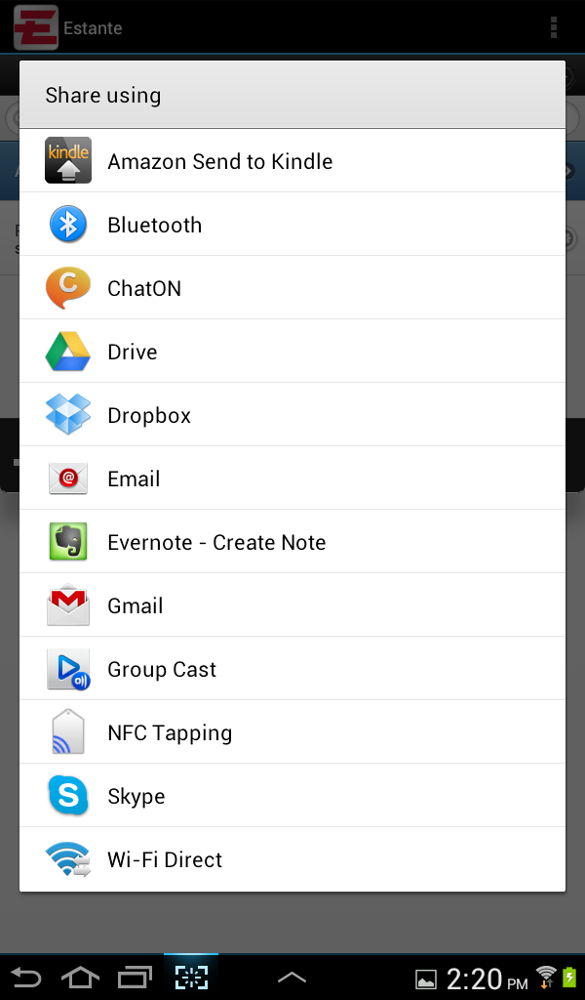 Estante
Share using
kindle
Amazon Send to Kindle
Bluetooth
ChatON
Drive
Dropbox
Email
Evernote - Create Note
Gmail
Group Cast
NFC Tapping
Skype
Wi-Fi Direct
2:20 PM